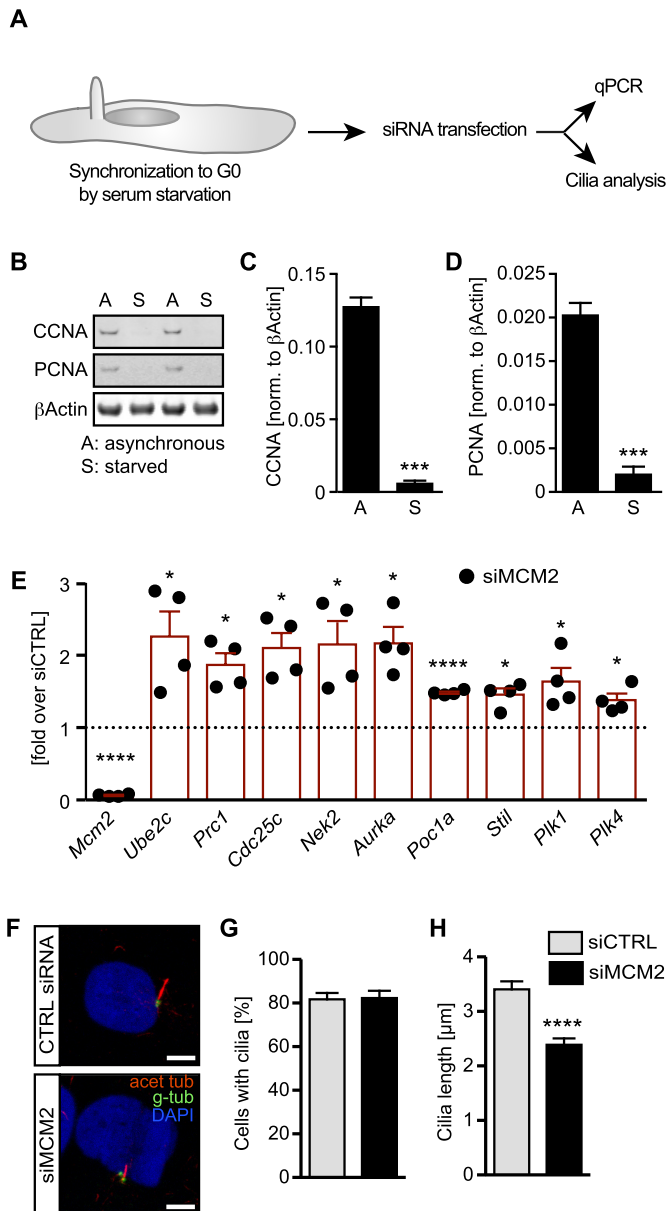 A
Synchronization to G0
by serum starvation
siRNA transfection
qPCR
Cilia analysis
B
A S A S
CCNA
PCNA
βActin
A: asynchronous
S: starved
C
CCNA [norm. to βActin]
0.15
0.10
0.05
0
***
A S
D
PCNA [norm. to βActin]
0.025
0.020
0.015
0.010
0.005
0
***
A S
E
[fold over siCTRL]
3
2
1
0
siMCM2
**** * * * * * **** * * *
Mcm2 Ube2c Prc1 Cdc25c Nek2 Aurka Poc1a Stil Plk1 Plk4
F
CTRL siRNA
siMCM2
acet tub
g-tub
DAPI
G
Cells with cilia [%]
100
80
60
40
20
0
H
siCTRL
siMCM2
Cilia length [µm]
4
3
2
1
0
****